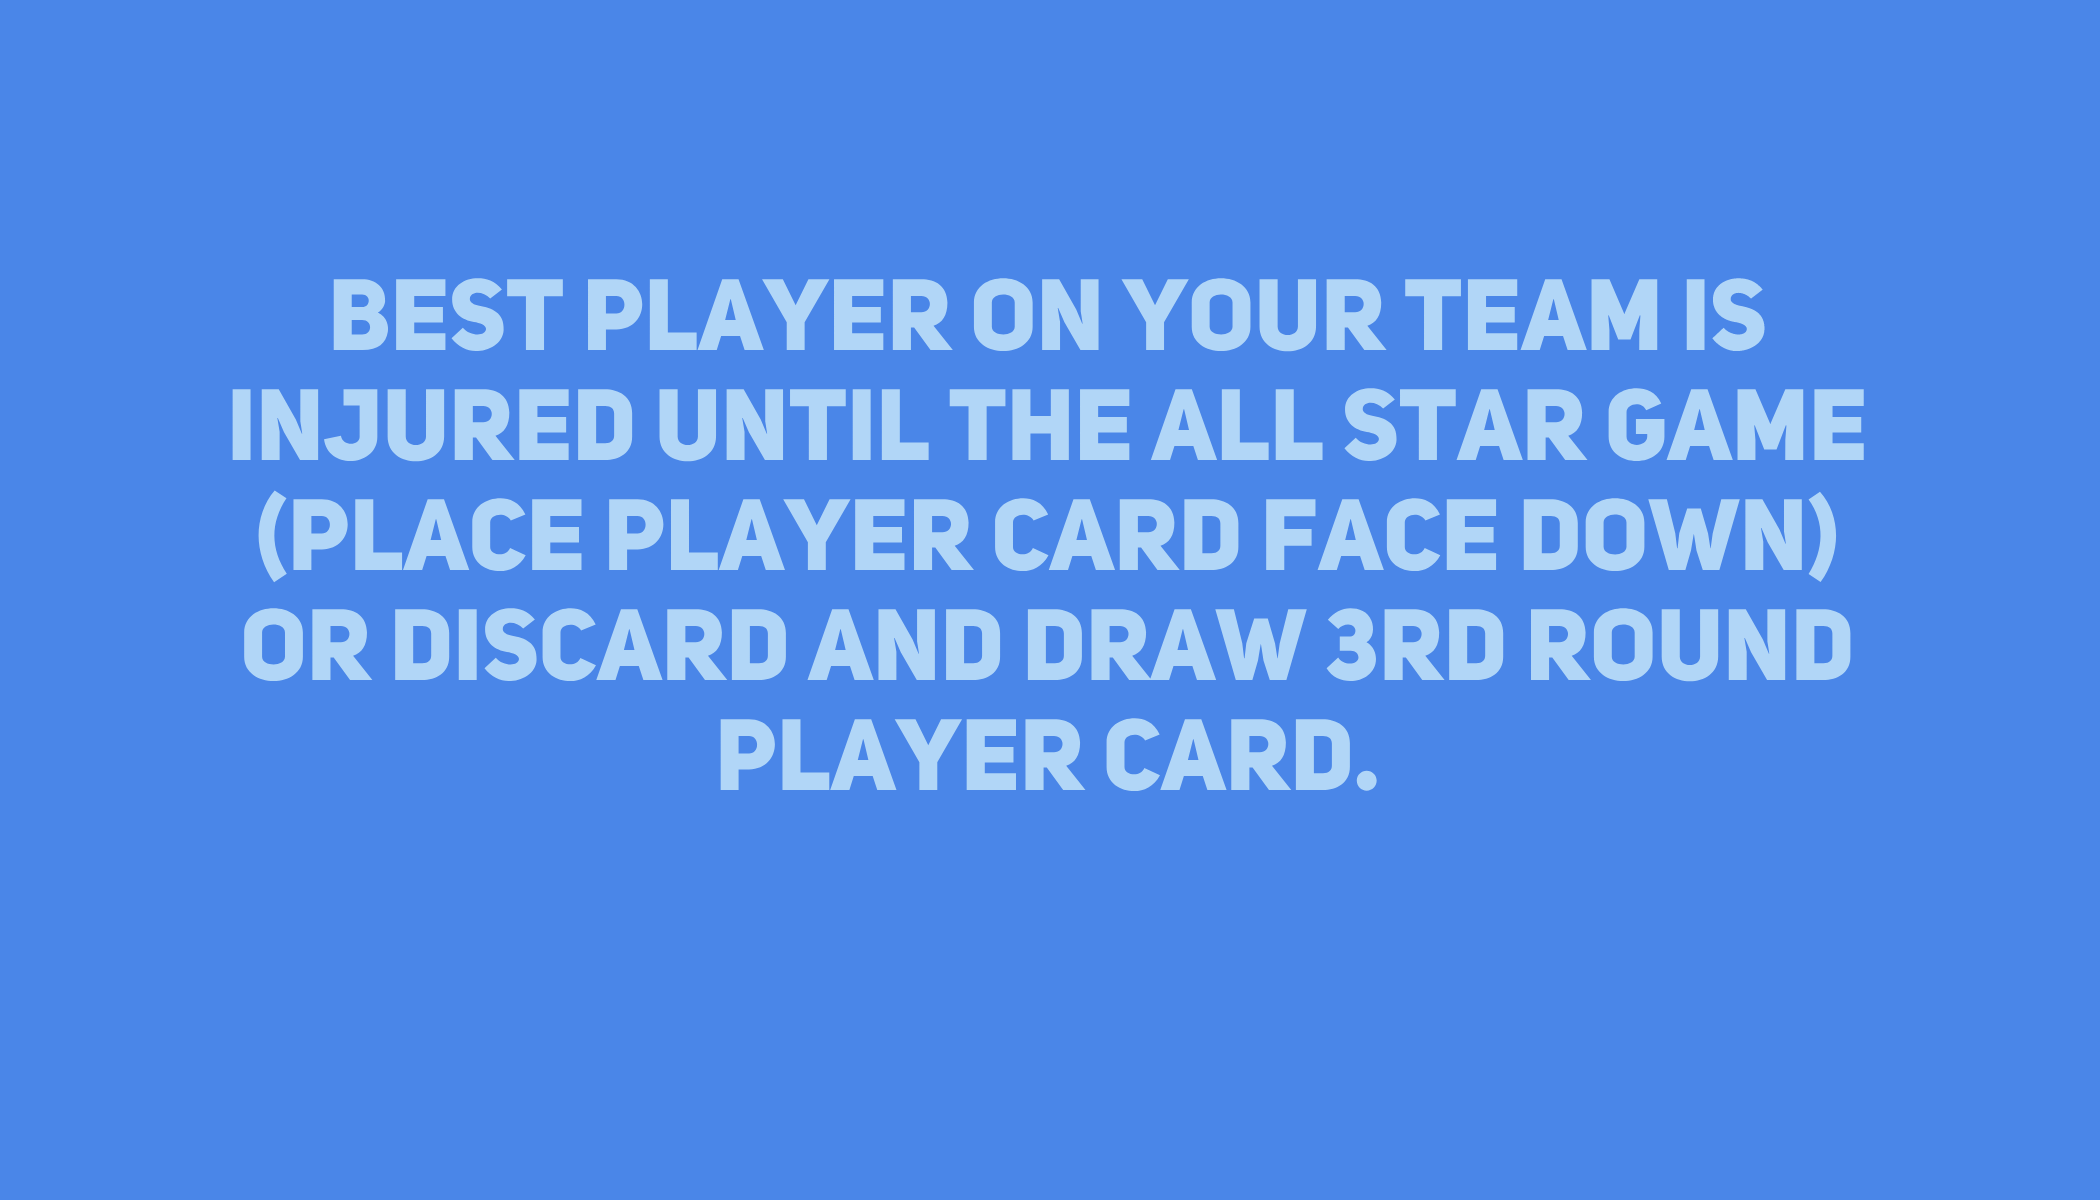 BEST PLAYER ON YOUR TEAM IS
INJURED UNTIL THE ALL STAR GAME
(PLACE PLAYER CARD FACE DOWN)
OR DISCARD AND DRAW 3RD ROUND
PLAYER CARD.